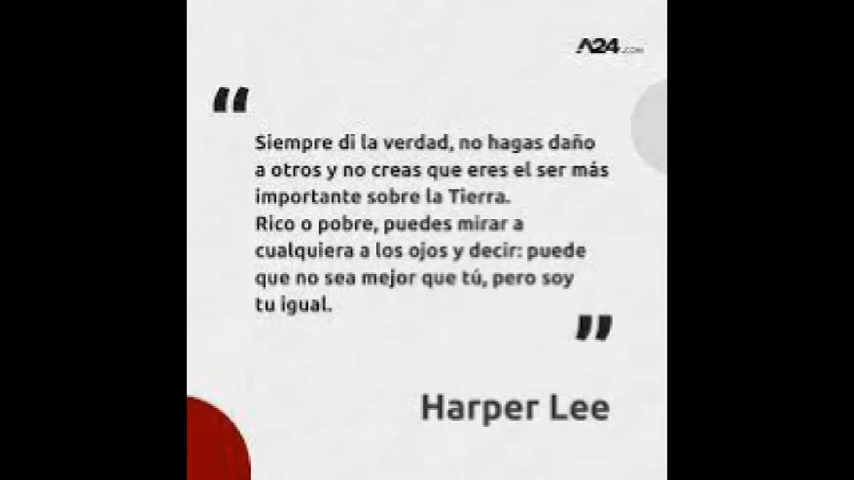 A24.COM
“
Siempre di la verdad, no hagas daño
a otros y no creas que eres el ser más
importante sobre la Tierra.
Rico o pobre, puedes mirar a
cualquiera a los ojos y decir: puede
que no sea mejor que tú, pero soy
tu igual.
”
Harper Lee